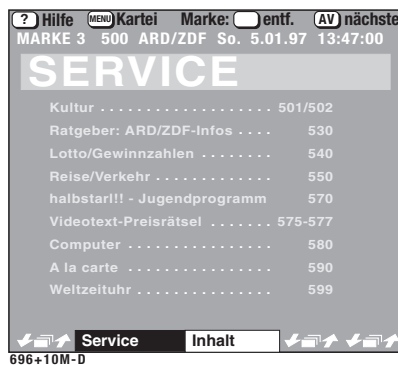 ? Hilfe MENU Kartei Marke: entf. AV nächste
MARKE 3 500 ARD/ZDF So. 5.01.97 13:47:00
SERVICE
Kultur . . . . . . . . . . . . . . . . . . . 501/502
Ratgeber: ARD/ZDF-Infos . . . . 530
Lotto/Gewinnzahlen . . . . . . . . 540
Reise/Verkehr . . . . . . . . . . . . . 550
halbstarl!! - Jugendprogramm 570
Videotext-Preisrätsel . . . . . . . 575-577
Computer . . . . . . . . . . . . . . . . 580
A la carte . . . . . . . . . . . . . . . . 590
Weltzeituhr . . . . . . . . . . . . . . . 599
Service Inhalt
696+10M-D